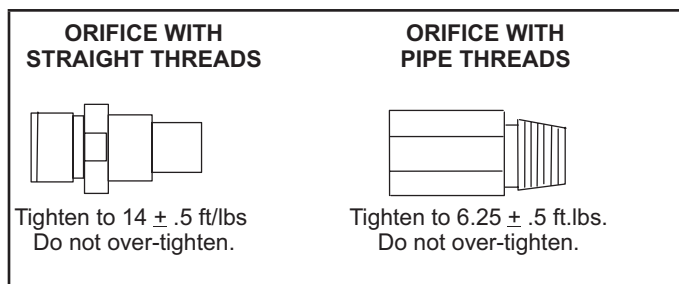 ORIFICE WITH
STRAIGHT THREADS
Tighten to 14 ± .5 ft/lbs
Do not over-tighten.
ORIFICE WITH
PIPE THREADS
Tighten to 6.25 ± .5 ft.lbs.
Do not over-tighten.